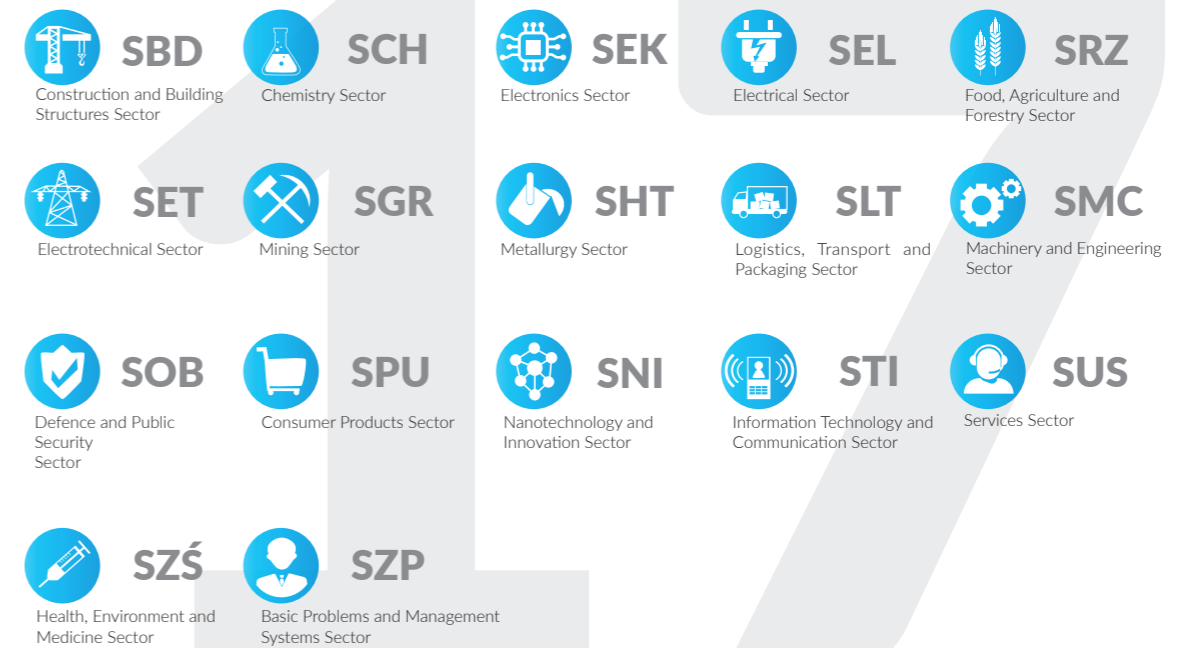 SBD
Construction and Building
Structures Sector
SCH
Chemistry Sector
SEK
Electronics Sector
SEL
Electrical Sector
SRZ
Food, Agriculture and
Forestry Sector
SET
Electrotechnical Sector
SGR
Mining Sector
SHT
Metallurgy Sector
SLT
Logistics, Transport and
Packaging Sector
SMC
Machinery and Engineering
Sector
SOB
Defence and Public
Security
Sector
SPU
Consumer Products Sector
SNI
Nanotechnology and
Innovation Sector
STI
Information Technology and
Communication Sector
SUS
Services Sector
SZŚ
Health, Environment and
Medicine Sector
SZP
Basic Problems and Management
Systems Sector
17